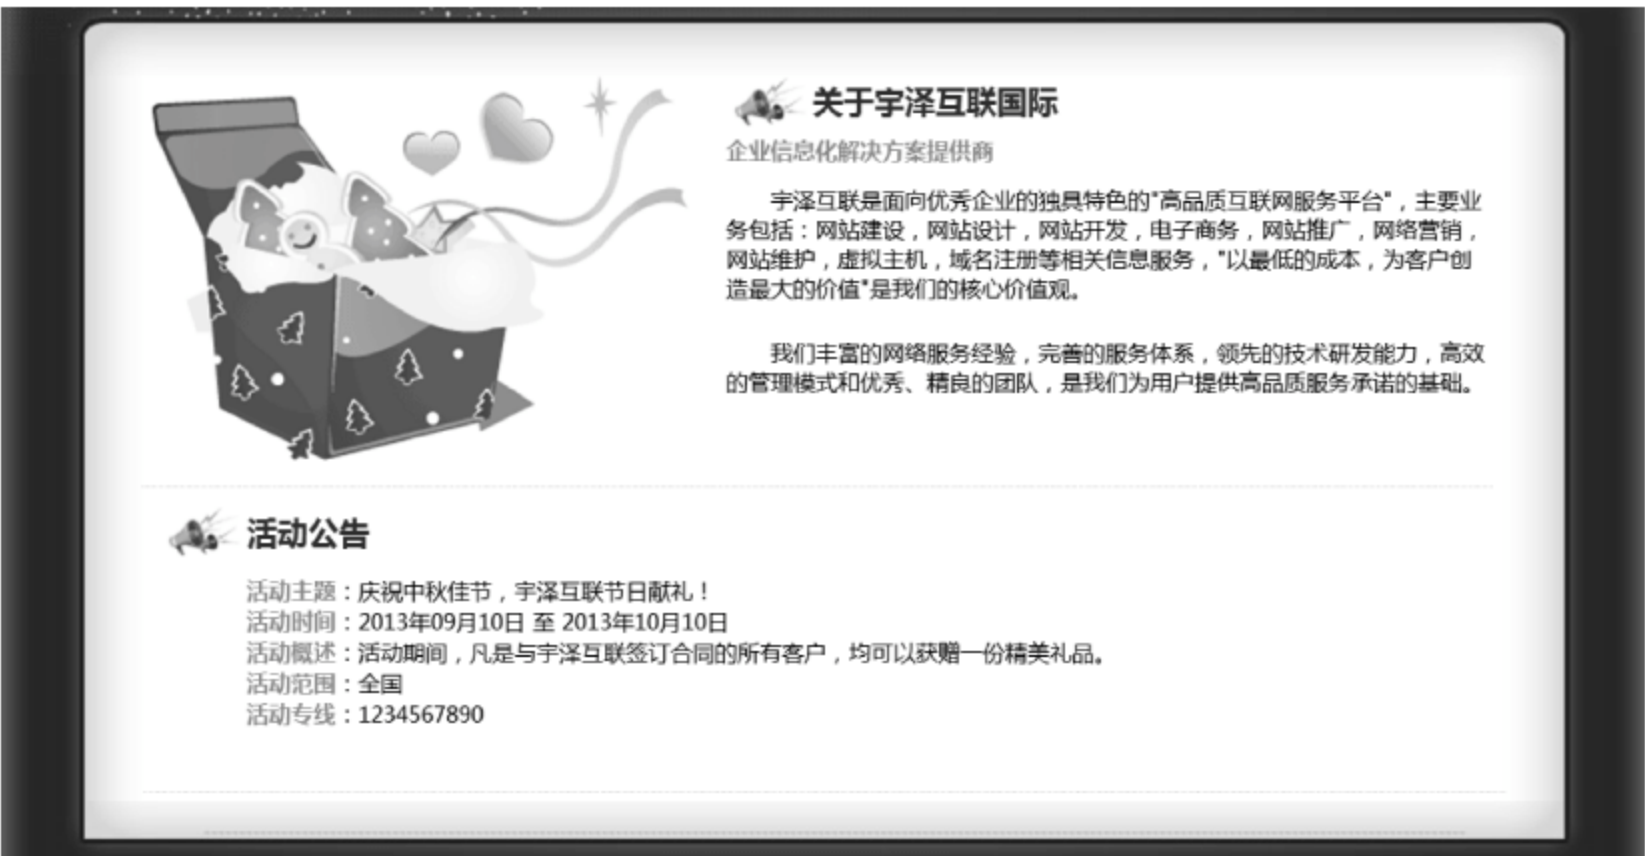 关于宇泽互联国际
企业信息化解决方案提供商
宇泽互联是面向优秀企业的独具特色的"高品质互联网服务平台"，主要业
务包括：网站建设，网站设计，网站开发，电子商务，网站推广，网络营销，
网站维护，虚拟主机，域名注册等相关信息服务，"以最低的成本，为客户创
造最大的价值"是我们的核心价值观。
我们丰富的网络服务经验，完善的服务体系，领先的技术研发能力，高效
的管理模式和优秀、精良的团队，是我们为用户提供高品质服务承诺的基础。
活动公告
活动主题：庆祝中秋佳节，宇泽互联节日献礼！
活动时间：2013年09月10日 至 2013年10月10日
活动概述：活动期间，凡是与宇泽互联签订合同的所有客户，均可以获赠一份精美礼品。
活动范围：全国
活动专线：1234567890